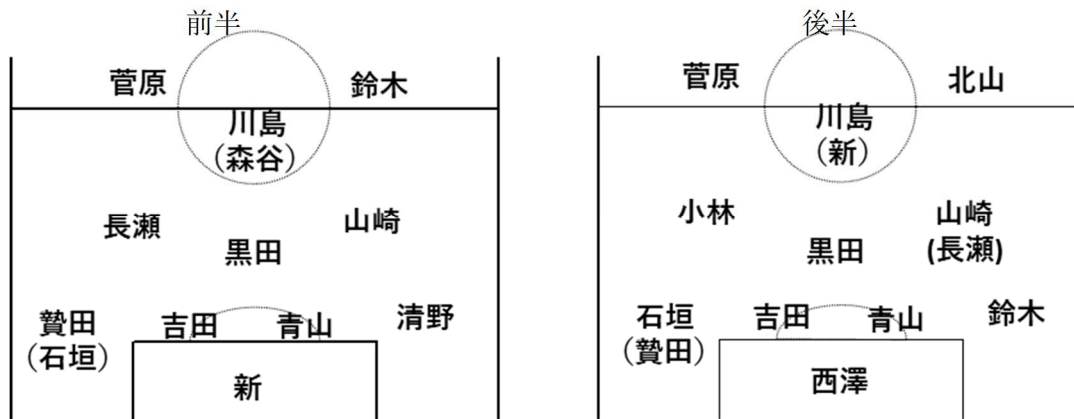 前半
菅原
鈴木
川島
（森谷）
長瀬
山崎
黒田
贄田
（石垣）
吉田
青山
清野
新
後半
菅原
北山
川島
（新）
小林
山崎
(長瀬)
黒田
石垣
（贄田）
吉田
青山
鈴木
西澤